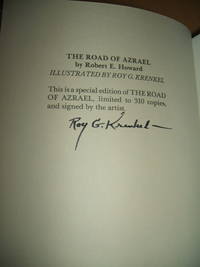 THE ROAD OF AZRAEL
by Robert E. Howard
ILLUSTRATED BY ROY G. KRENKEL
This is a special edition of THE ROAD
OF AZRAEL, limited to 310 copies,
and signed by the artist.
Roy G. Krenkel